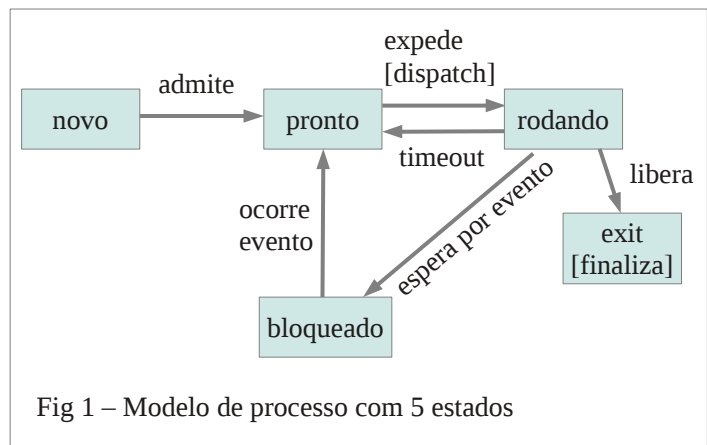 expede
[dispatch]
admite
novo
pronto
rodando
timeout
libera
ocorre
evento
espera por evento
exit
[finaliza]
bloqueado
Fig 1 – Modelo de processo com 5 estados